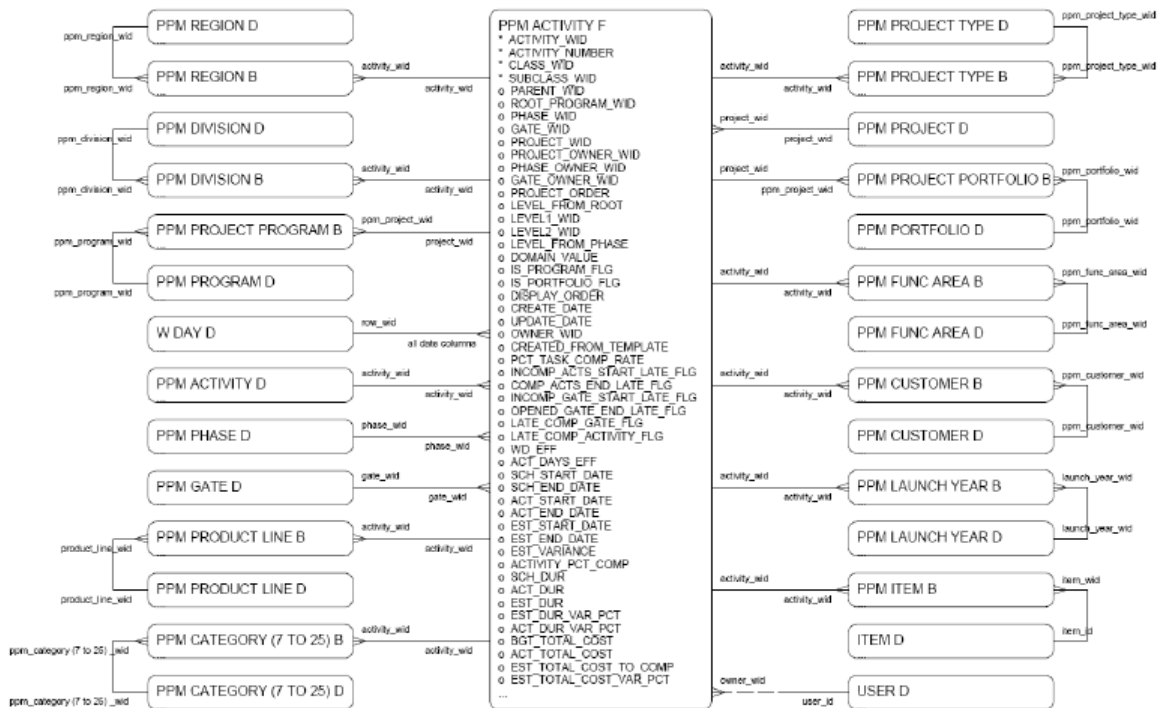 PPM REGION D
...
ppm_region_wid
PPM REGION B
...
ppm_region_wid
activity_wid
activity_wid
PPM DIVISION D
...
ppm_division_wid
PPM DIVISION B
...
ppm_division_wid
activity_wid
activity_wid
PPM PROJECT PROGRAM B
...
ppm_project_wid
project_wid
ppm_program_wid
PPM PROGRAM D
ppm_program_wid
W DAY D
row_wid
all date columns
PPM ACTIVITY D
...
activity_wid
activity_wid
PPM PHASE D
phase_wid
phase_wid
PPM GATE D
gate_wid
gate_wid
PPM PRODUCT LINE B
...
activity_wid
activity_wid
product_line_wid
PPM PRODUCT LINE D
product_line_wid
PPM CATEGORY (7 TO 25) B
...
activity_wid
activity_wid
ppm_category (7 to 25) _wid
PPM CATEGORY (7 TO 25) D
ppm_category (7 to 25) _wid
PPM ACTIVITY F
* ACTIVITY_WID
* ACTIVITY_NUMBER
* CLASS_WID
* SUBCLASS_WID
o PARENT_WID
o ROOT_PROGRAM_WID
o PHASE_WID
o GATE_WID
o PROJECT_WID
o PROJECT_OWNER_WID
o PHASE_OWNER_WID
o GATE_OWNER_WID
o PROJECT_ORDER
o LEVEL_FROM_ROOT
o LEVEL1_WID
o LEVEL2_WID
o LEVEL_FROM_PHASE
o DOMAIN_VALUE
o IS_PROGRAM_FLG
o IS_PORTFOLIO_FLG
o DISPLAY_ORDER
o CREATE_DATE
o UPDATE_DATE
o OWNER_WID
o CREATED_FROM_TEMPLATE
o PCT_TASK_COMP_RATE
o INCOMP_ACTS_START_LATE_FLG
o COMP_ACTS_END_LATE_FLG
o INCOMP_GATE_START_LATE_FLG
o OPENED_GATE_END_LATE_FLG
o LATE_COMP_GATE_FLG
o LATE_COMP_ACTIVITY_FLG
o WD_EFF
o ACT_DAYS_EFF
o SCH_START_DATE
o SCH_END_DATE
o ACT_START_DATE
o ACT_END_DATE
o EST_START_DATE
o EST_END_DATE
o EST_VARIANCE
o ACTIVITY_PCT_COMP
o SCH_DUR
o ACT_DUR
o EST_DUR
o EST_DUR_VAR_PCT
o ACT_DUR_VAR_PCT
o BGT_TOTAL_COST
o ACT_TOTAL_COST
o EST_TOTAL_COST_TO_COMP
o EST_TOTAL_COST_VAR_PCT
...
PPM PROJECT TYPE D
...
ppm_project_type_wid
PPM PROJECT TYPE B
...
ppm_project_type_wid
activity_wid
activity_wid
PPM PROJECT D
project_wid
project_wid
PPM PROJECT PORTFOLIO B
...
project_wid
ppm_project_wid
ppm_portfolio_wid
PPM PORTFOLIO D
...
ppm_portfolio_wid
PPM FUNC AREA B
activity_wid
activity_wid
ppm_func_area_wid
PPM FUNC AREA D
...
ppm_func_area_wid
PPM CUSTOMER B
...
activity_wid
activity_wid
ppm_customer_wid
PPM CUSTOMER D
ppm_customer_wid
PPM LAUNCH YEAR B
activity_wid
activity_wid
launch_year_wid
PPM LAUNCH YEAR D
...
launch_year_wid
PPM ITEM B
...
activity_wid
activity_wid
item_wid
ITEM D
...
item_id
USER D
...
owner_wid
user_id